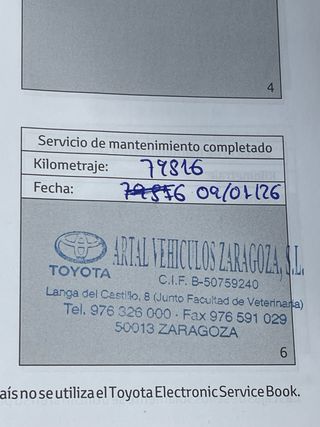 4
Servicio de mantenimiento completado
Kilometraje: 79816
Fecha: 09/01/26
TOYOTA
ARTAL VEHICULOS ZARAGOZA, S.L.
C.I.F. B-50759240
Langa del Castillo, 8 (Junto Facultad de Veterinaria)
Tel. 976 326 000 · Fax 976 591 029
50013 ZARAGOZA
6
aís no se utiliza el Toyota Electronic Service Book.